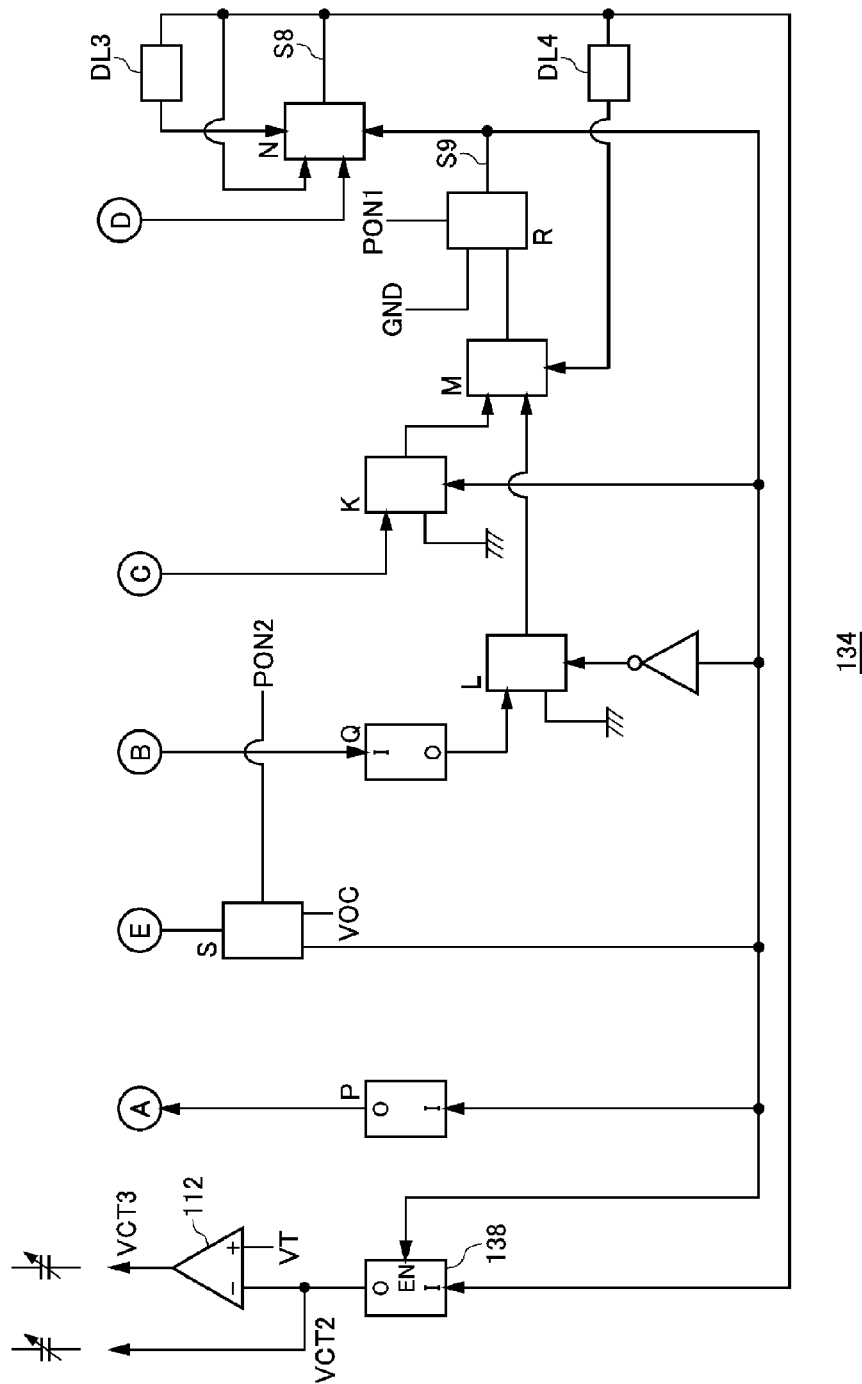 VCT3
112
VCT2
VT
O
EN
I
138
A
P
O
I
E
S
VOC
PON2
B
Q
I
O
L
C
K
M
GND
PON1
R
D
S9
N
S8
DL3
DL4
134